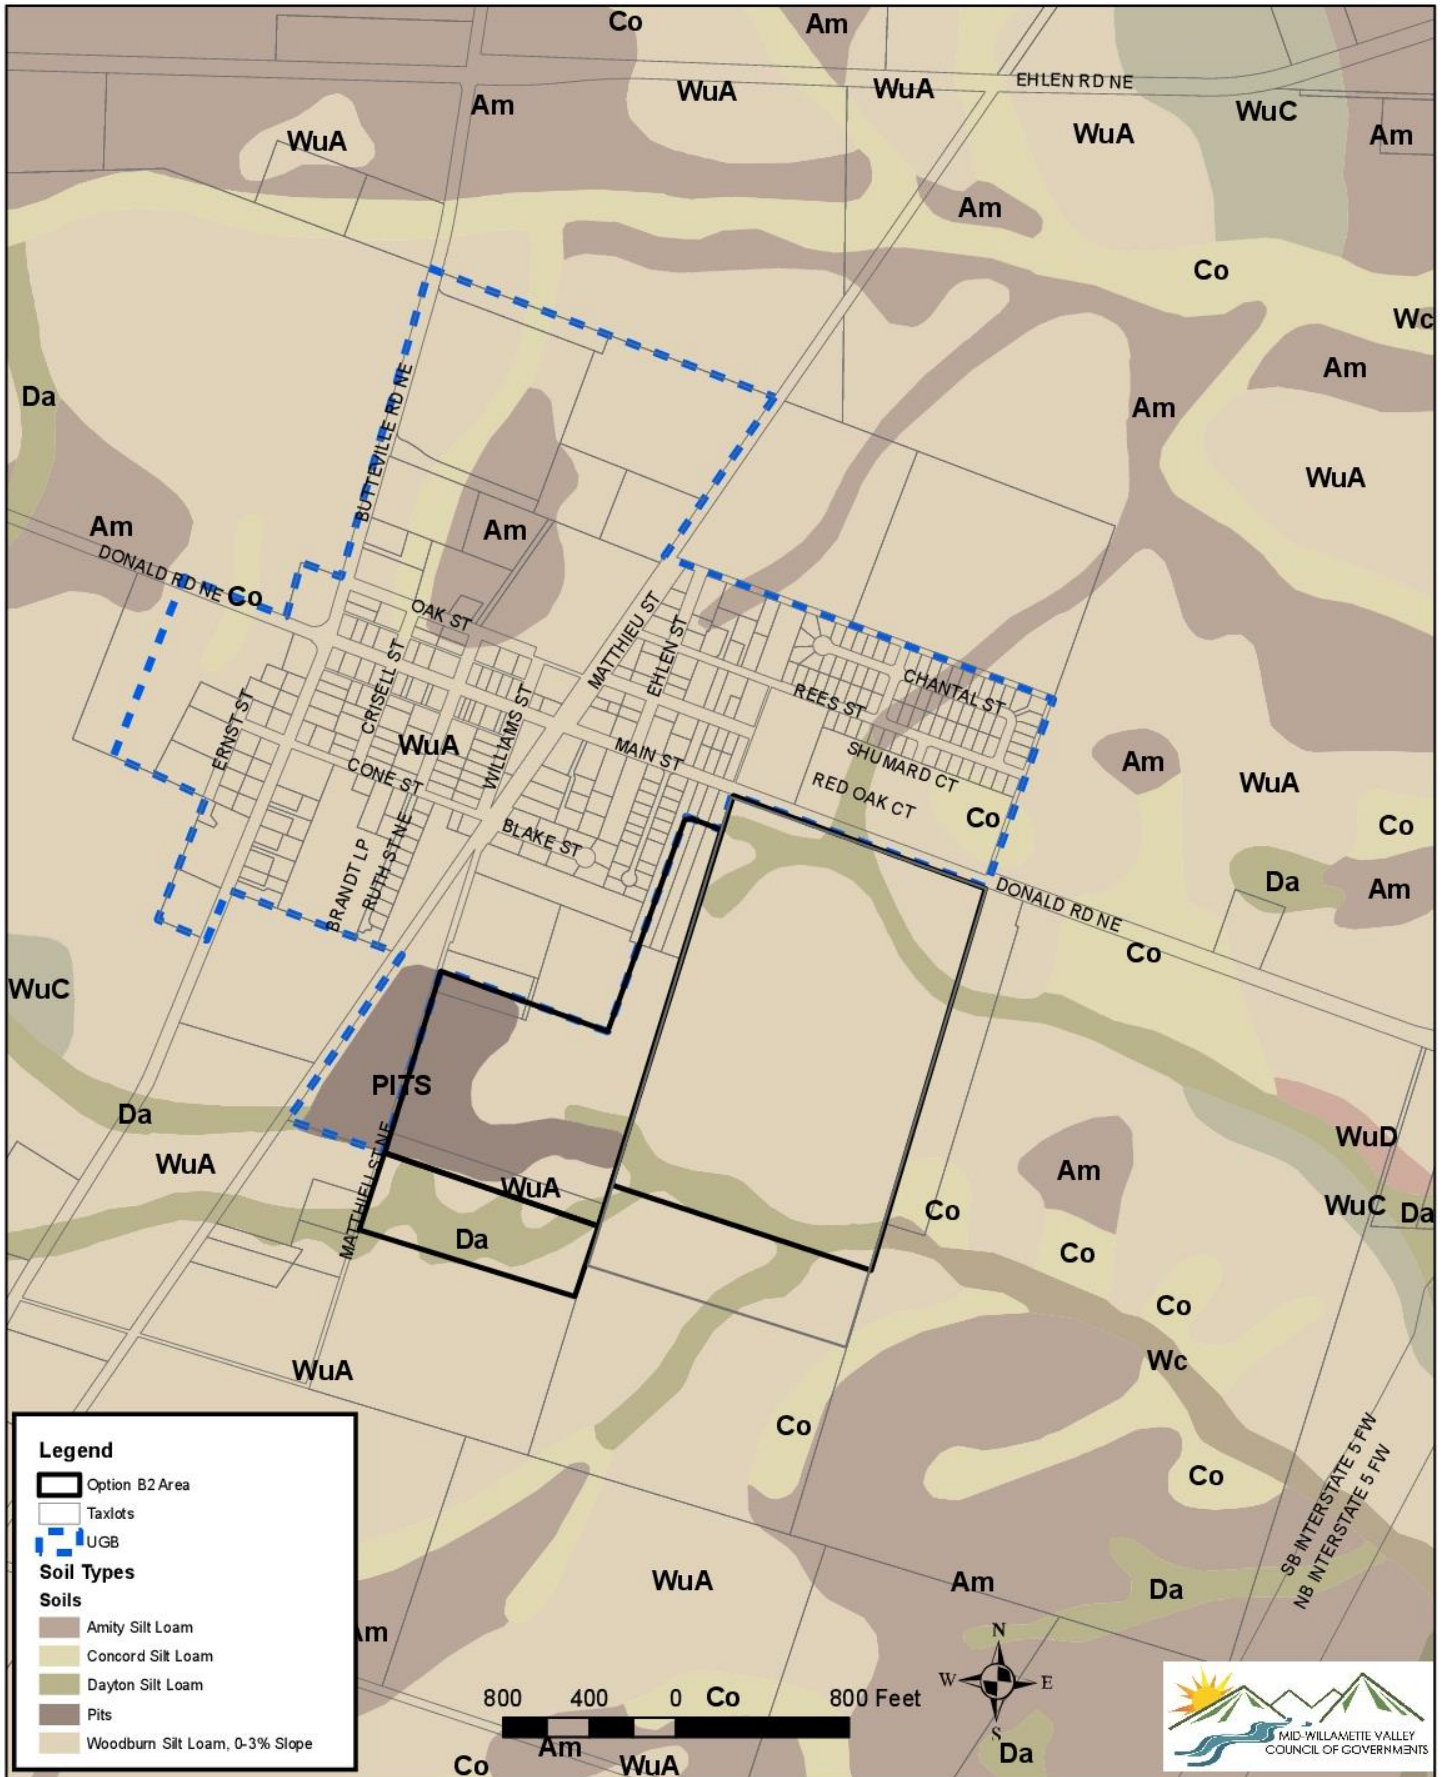 Co
Am
WuA
WuA
EHLEN RD NE
WuC
Am
WuA
Am
WuA
Am
Co
Wc
Am
Da
BUTTEVILLE RD NE
Am
WuA
Am
Am
DONALD RD NE
Co
OAK ST
MATTHIEU ST
EHLEN ST
CHANTAL ST
REES ST
CRISELL ST
ERNST ST
WuA
WILLIAMS ST
MAIN ST
SHUMARD CT
RED OAK CT
Am
WuA
CONE ST
Co
Co
BLAKE ST
BRANDT LP
RUTH ST NE
DONALD RD NE
Da
Am
Co
WuC
PITS
Da
WuD
WuA
MATTHIEU ST NE
WuA
Am
WuC
Da
Da
Co
Co
Co
Wc
WuA
Co
Co
SB INTERSTATE 5 FW
NB INTERSTATE 5 FW
WuA
Am
Da
Legend
Option B2 Area
Taxlots
UGB
Soil Types
Soils
Amity Silt Loam
Concord Silt Loam
Dayton Silt Loam
Pits
Woodburn Silt Loam, 0-3% Slope
N
W
E
S
800 400 0 Co 800 Feet
Am
Co
WuA
Da
MID-WILLAMETTE VALLEY
COUNCIL OF GOVERNMENTS